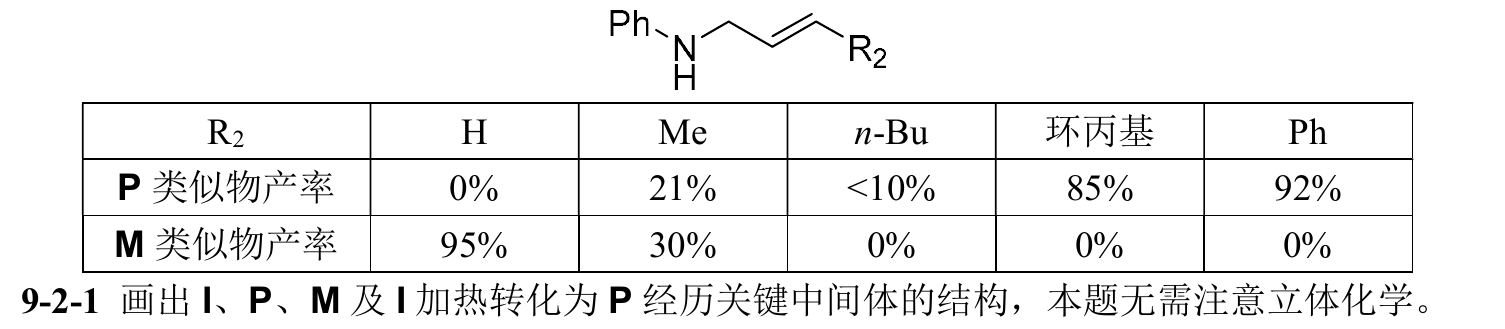 Ph N H R₂
R₂ H Me n-Bu 环丙基 Ph
P 类似物产率 0% 21% <10% 85% 92%
M 类似物产率 95% 30% 0% 0% 0%
9-2-1 画出 I、P、M 及 I 加热转化为 P 经历关键中间体的结构，本题无需注意立体化学。